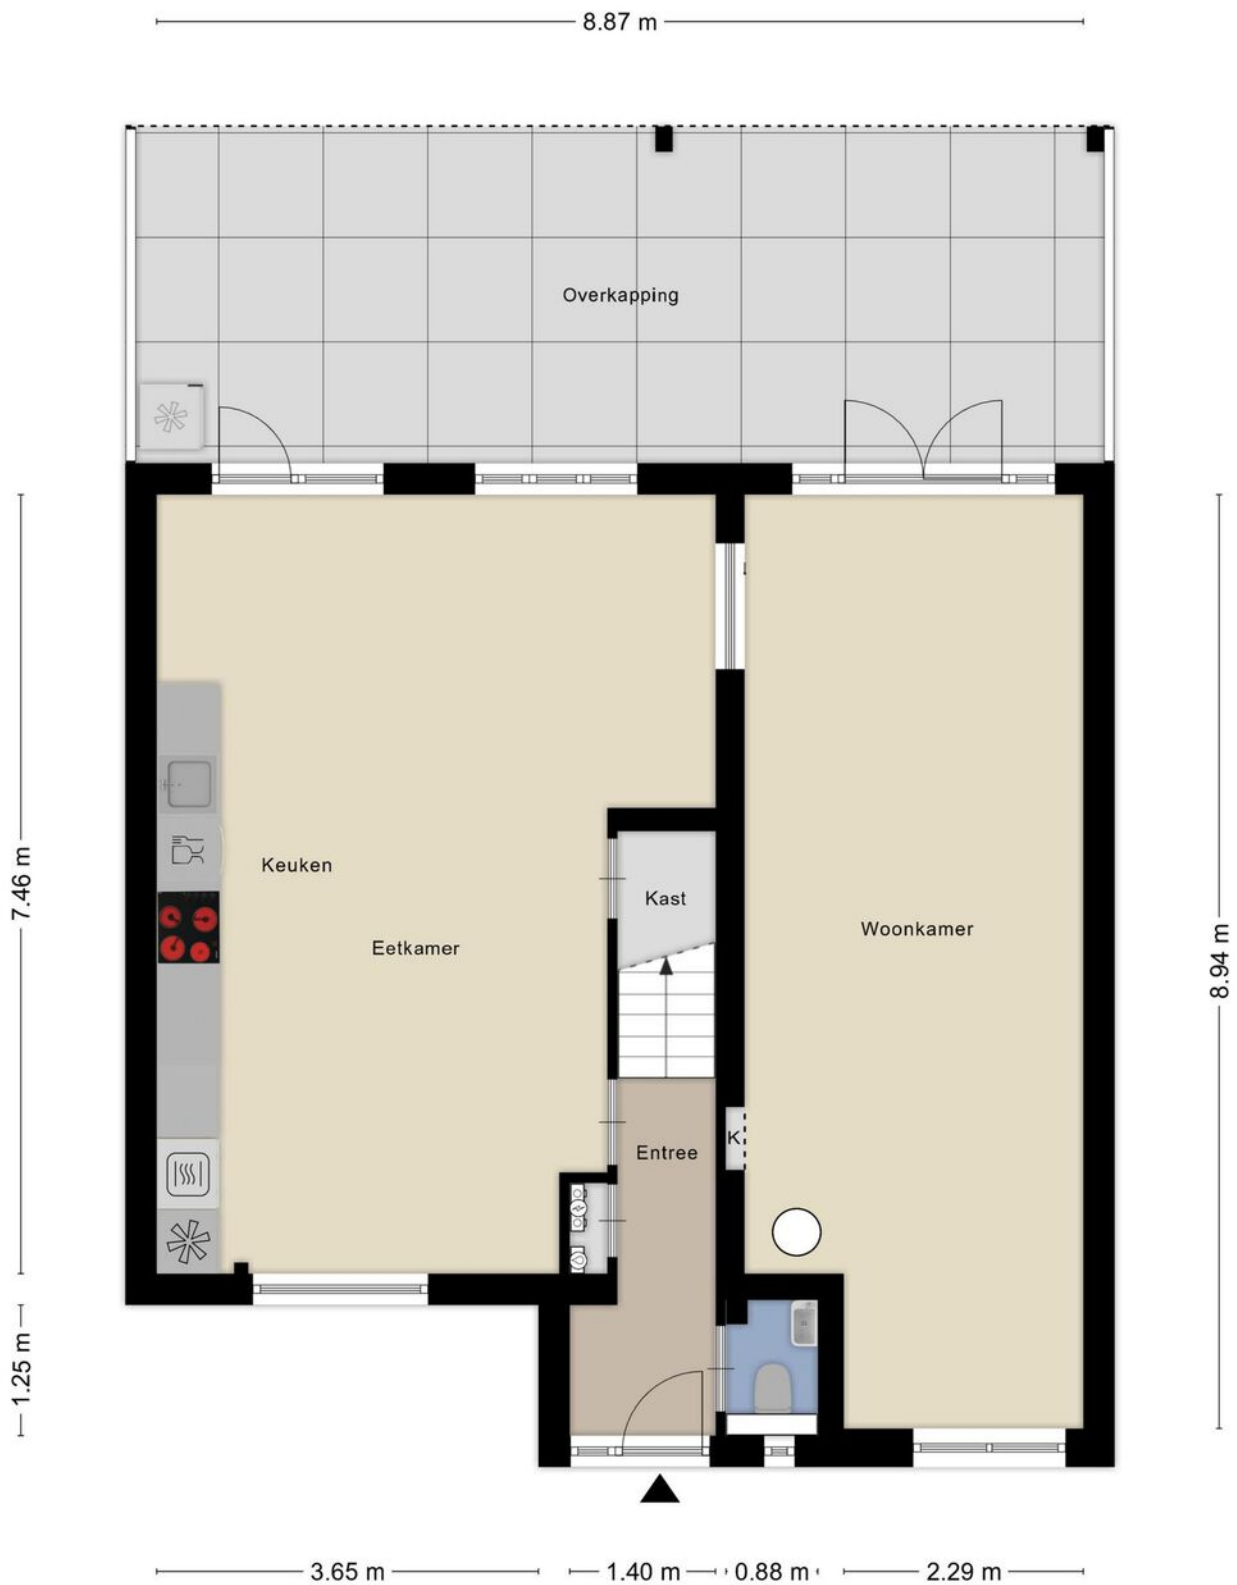 8.87 m
Overkapping
Keuken
Kast
7.46 m
Woonkamer
Eetkamer
8.94 m
K
Entree
1.25 m
3.65 m
1.40 m
0.88 m
2.29 m